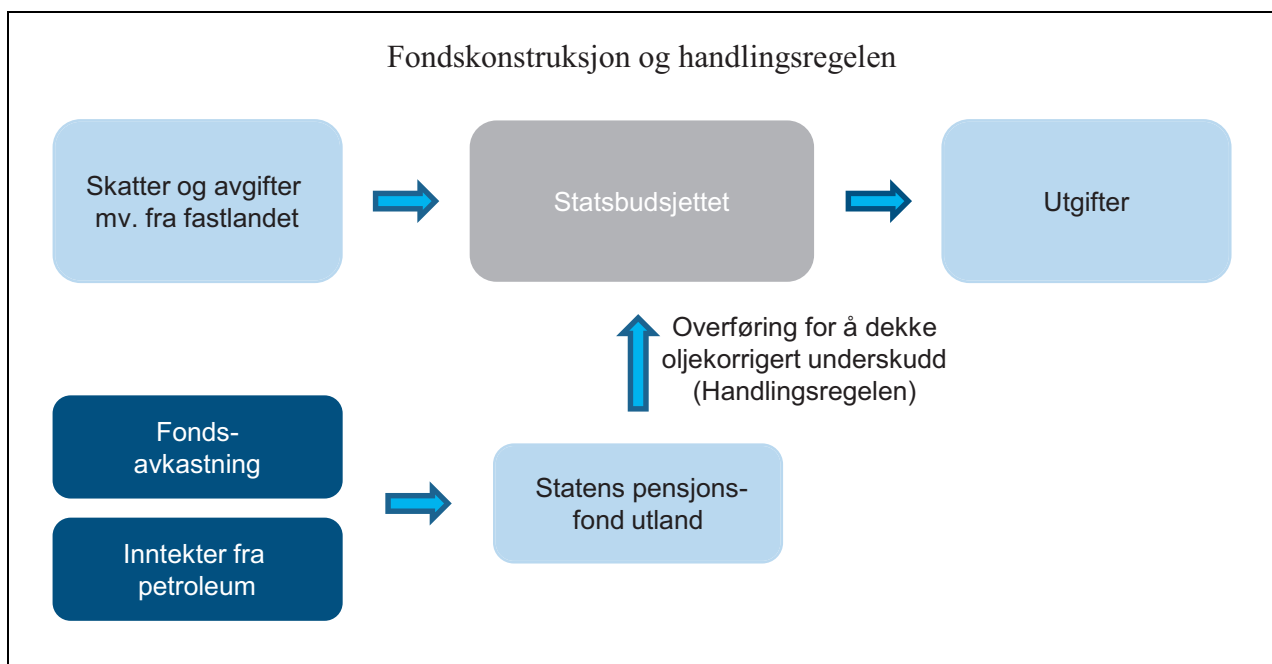 Fondskonstruksjon og handlingsregelen
Skatter og avgifter
mv. fra fastlandet
Statsbudsjettet
Utgifter
Overføring for å dekke
oljekorrigert underskudd
(Handlingsregelen)
Fonds-
avkastning
Statens pensjons-
fond utland
Inntekter fra
petroleum